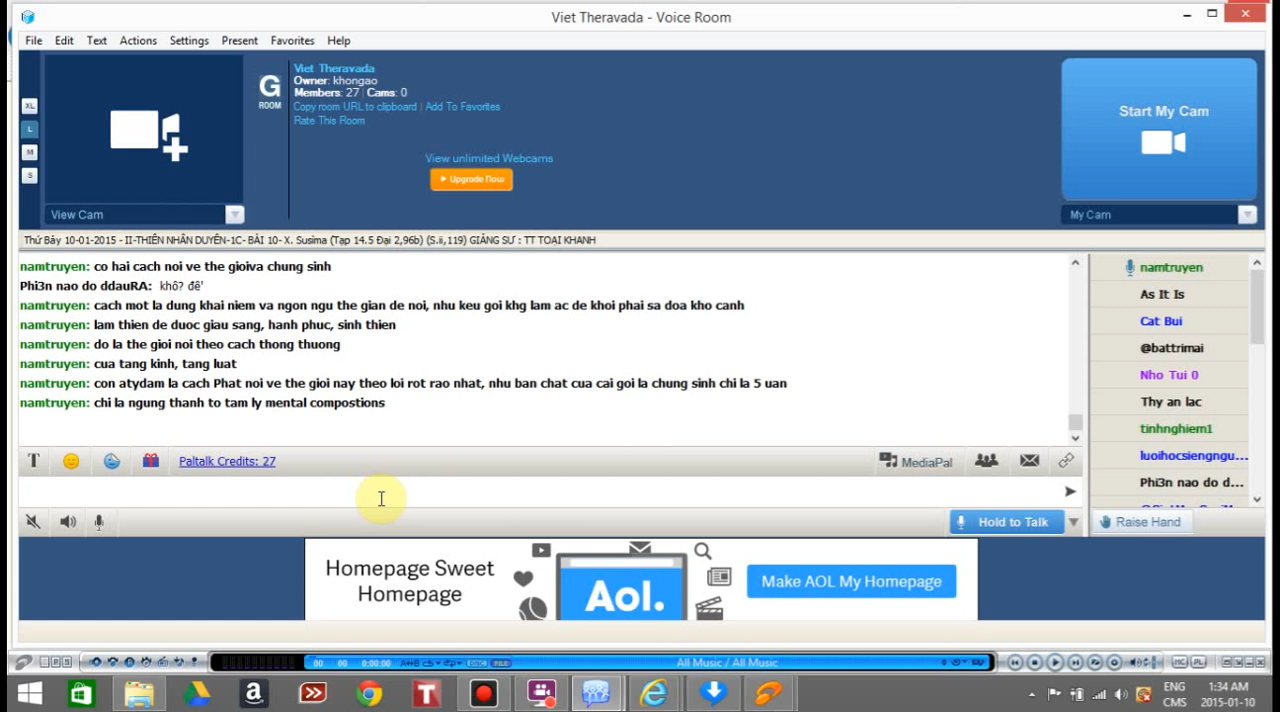 Viet Theravada - Voice Room
File Edit Text Actions Settings Present Favorites Help
Viet Theravada
Owner: khongao
Members: 27 Cams: 0
Copy room URL to clipboard | Add To Favorites
Rate This Room
G
ROOM
XL
L
M
S
View unlimited Webcams
Upgrade Now
View Cam
Start My Cam
My Cam
Thứ Bảy 10-01-2015 - II-THIÊN NHÂN DUYÊN-1C- BÀI 10- X. Susima (Tạp 14.5 Đại 2,96b) (S.ii,119) GIẢNG SƯ : TT TOẠI KHANH
namtruyen: co hai cach noi ve the gioiva chung sinh
Phi3n nao do ddauRA: khô? đê'
namtruyen: cach mot la dung khai niem va ngon ngu the gian de noi, nhu keu goi khg lam ac de khoi phai sa doa kho canh
namtruyen: lam thien de duoc giau sang, hanh phuc, sinh thien
namtruyen: do la the gioi noi theo cach thong thuong
namtruyen: cua tang kinh, tang luat
namtruyen: con atydam la cach Phat noi ve the gioi nay theo loi rot rao nhat, nhu ban chat cua cai goi la chung sinh chi la 5 uan
namtruyen: chi la ngung thanh to tam ly mental compostions
namtruyen
As It Is
Cat Bui
@battrimai
Nho Tui 0
Thy an lac
tinhnghiem1
luoihocsiengngu...
Phi3n nao do d...
T
Paltalk Credits: 27
MediaPal
Hold to Talk
Raise Hand
Homepage Sweet
Homepage
Aol.
Make AOL My Homepage
00 00 0:00:00
All Music / All Music
ENG
CMS
1:34 AM
2015-01-10